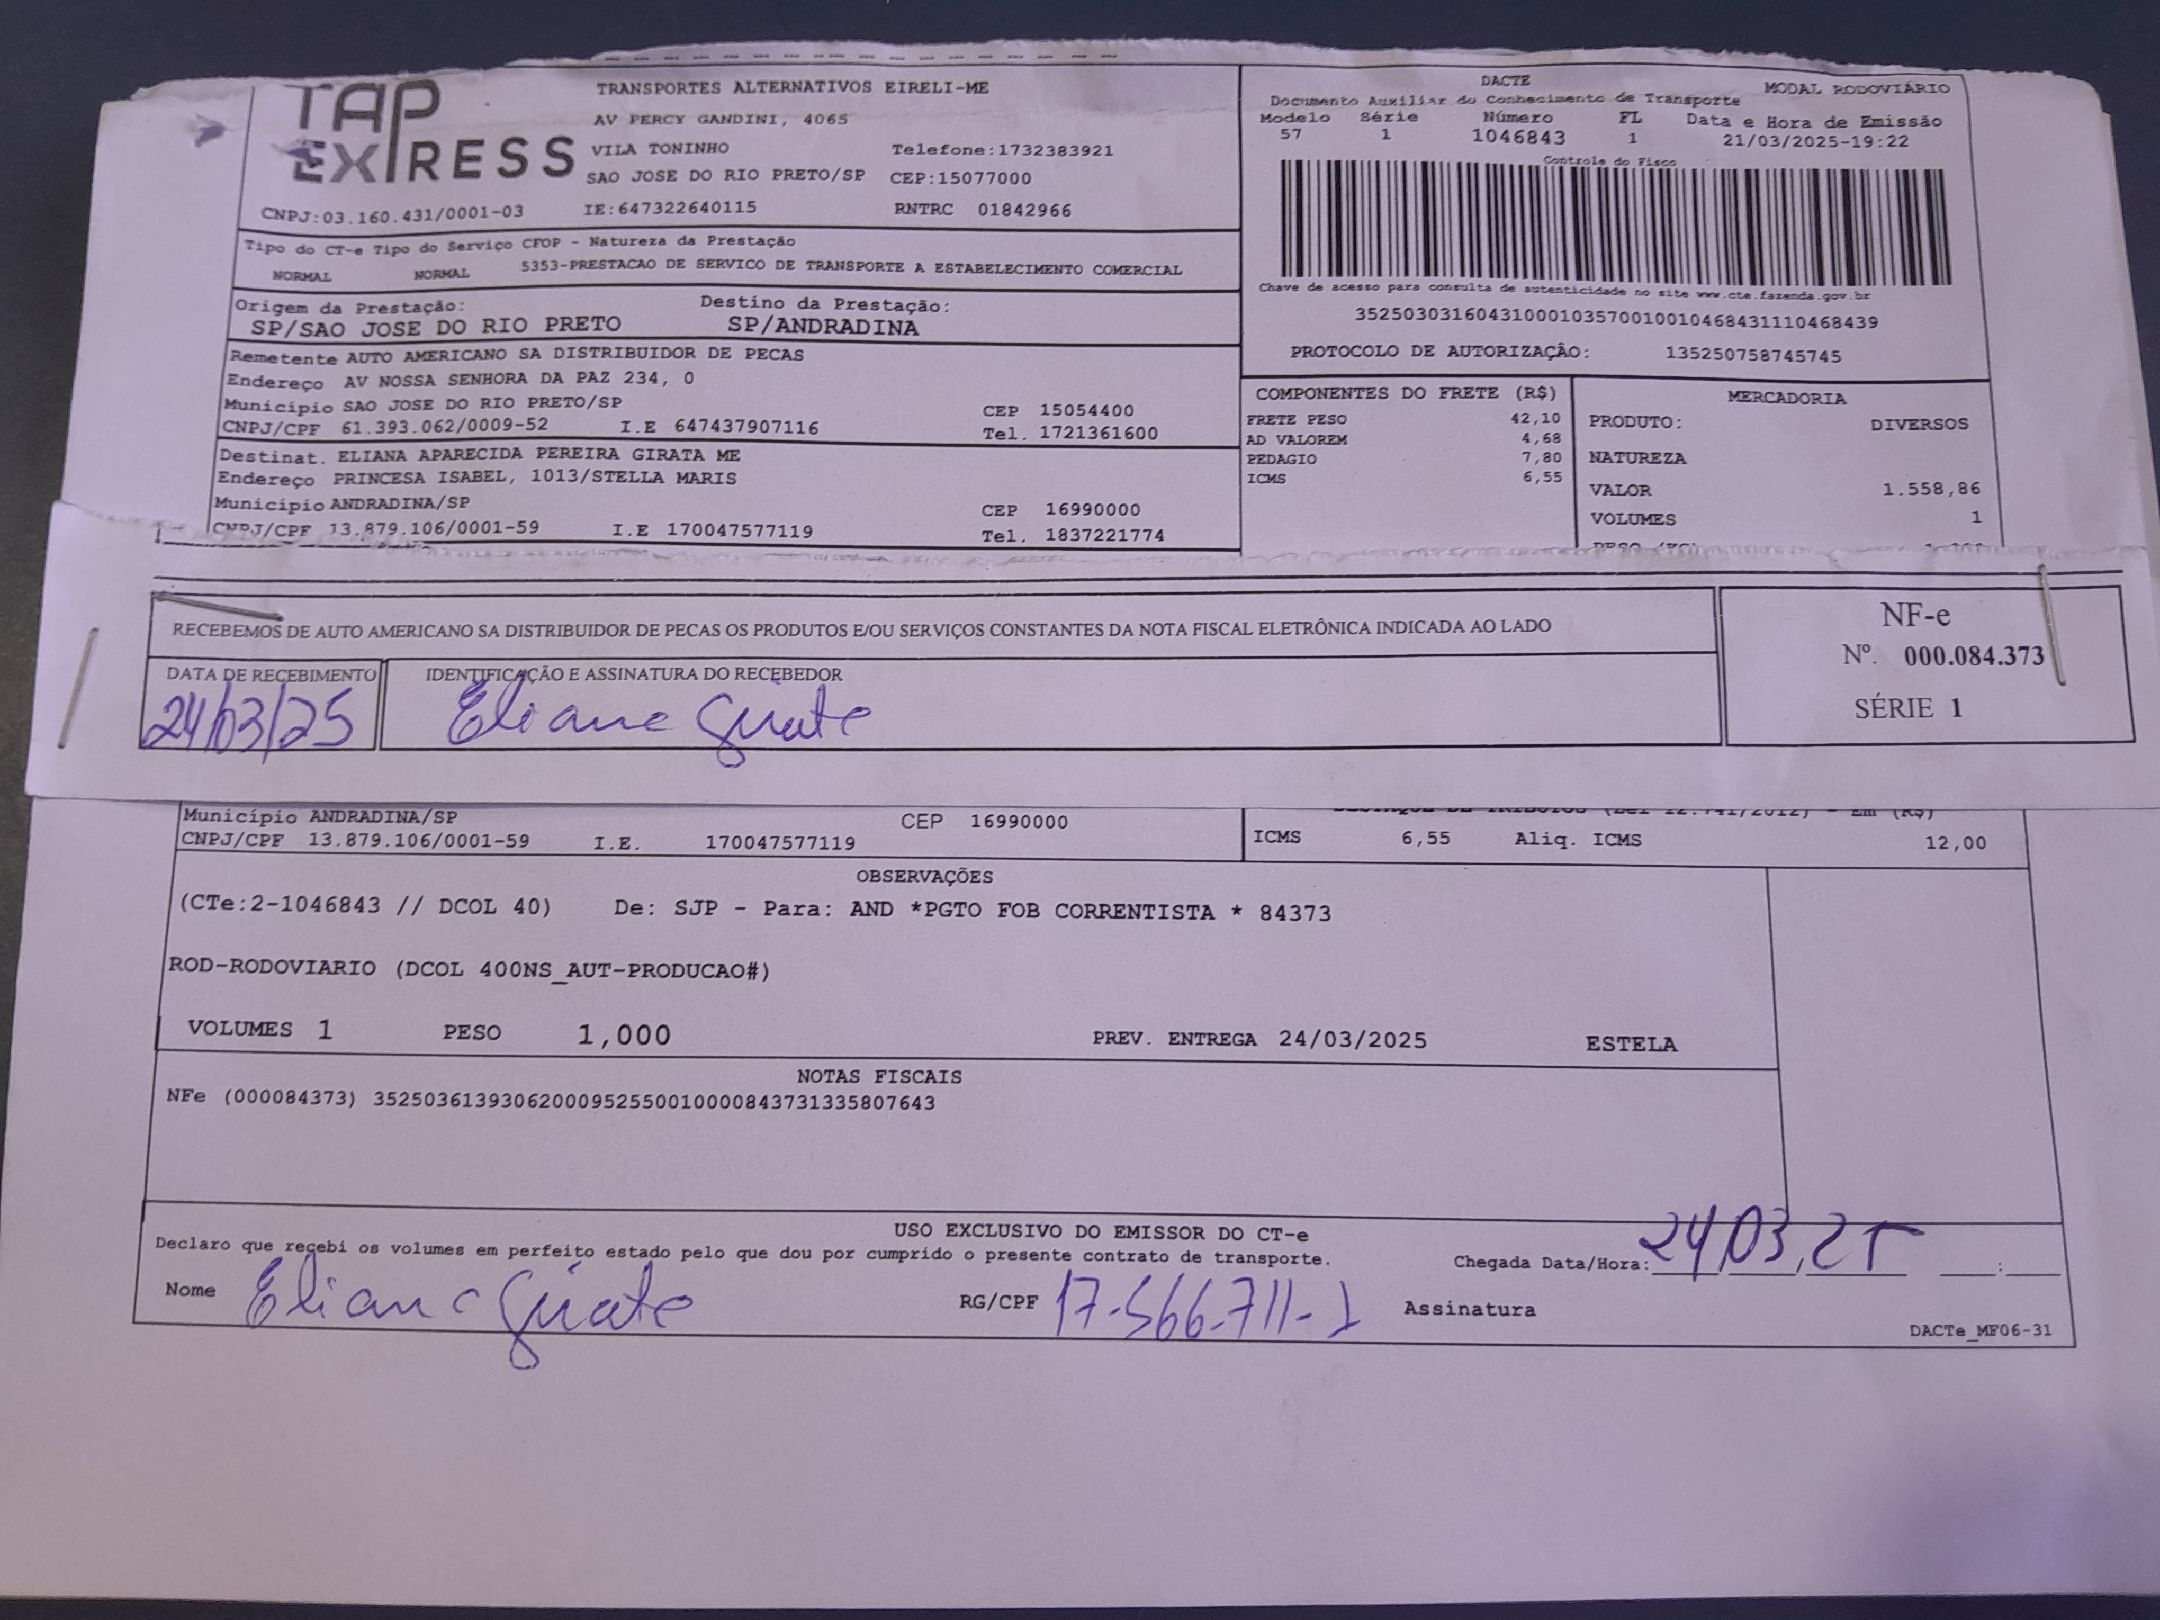 TAP EXPRESS
TRANSPORTES ALTERNATIVOS EIRELI-ME
AV PERCY GANDINI, 4065
VILA TONINHO Telefone:1732383921
SAO JOSE DO RIO PRETO/SP CEP:15077000
CNPJ:03.160.431/0001-03 IE:647322640115 RNTRC 01842966
DACTE MODAL RODOVIÁRIO
Documento Auxiliar do Conhecimento de Transporte
Modelo Série Número FL Data e Hora de Emissão
57 1 1046843 1 21/03/2025-19:22
Controle do Fisco
Chave de acesso para consulta de autenticidade no site www.cte.fazenda.gov.br
35250303160431000103570010010468431110468439
PROTOCOLO DE AUTORIZAÇÂO: 135250758745745
Tipo do CT-e Tipo do Serviço CFOP - Natureza da Prestação
NORMAL NORMAL 5353-PRESTACAO DE SERVICO DE TRANSPORTE A ESTABELECIMENTO COMERCIAL
Origem da Prestação: Destino da Prestação:
SP/SAO JOSE DO RIO PRETO SP/ANDRADINA
Remetente AUTO AMERICANO SA DISTRIBUIDOR DE PECAS
Endereço AV NOSSA SENHORA DA PAZ 234, 0
Município SAO JOSE DO RIO PRETO/SP CEP 15054400
CNPJ/CPF 61.393.062/0009-52 I.E 647437907116 Tel. 1721361600
Destinat. ELIANA APARECIDA PEREIRA GIRATA ME
Endereço PRINCESA ISABEL, 1013/STELLA MARIS
Município ANDRADINA/SP CEP 16990000
CNPJ/CPF 13.879.106/0001-59 I.E 170047577119 Tel. 1837221774
COMPONENTES DO FRETE (R$)
FRETE PESO 42,10
AD VALOREM 4,68
PEDAGIO 7,80
ICMS 6,55
MERCADORIA
PRODUTO: DIVERSOS
NATUREZA
VALOR 1.558,86
VOLUMES 1
RECEBEMOS DE AUTO AMERICANO SA DISTRIBUIDOR DE PECAS OS PRODUTOS E/OU SERVIÇOS CONSTANTES DA NOTA FISCAL ELETRÔNICA INDICADA AO LADO
DATA DE RECEBIMENTO IDENTIFICAÇÃO E ASSINATURA DO RECEBEDOR
24/03/25 Eliane Girate
NF-e
Nº. 000.084.373
SÉRIE 1
Município ANDRADINA/SP CEP 16990000
CNPJ/CPF 13.879.106/0001-59 I.E. 170047577119
ICMS 6,55 Aliq. ICMS 12,00
OBSERVAÇÕES
(CTe:2-1046843 // DCOL 40) De: SJP - Para: AND *PGTO FOB CORRENTISTA * 84373
ROD-RODOVIARIO (DCOL 400NS_AUT-PRODUCAO#)
VOLUMES 1 PESO 1,000 PREV. ENTREGA 24/03/2025 ESTELA
NOTAS FISCAIS
NFe (000084373) 35250361393062000952550010000843731335807643
USO EXCLUSIVO DO EMISSOR DO CT-e
Declaro que recebi os volumes em perfeito estado pelo que dou por cumprido o presente contrato de transporte.
Chegada Data/Hora: 24/03/25 :
Nome Eliane Girate RG/CPF 17-566.711-1 Assinatura
DACTe_MF06-31